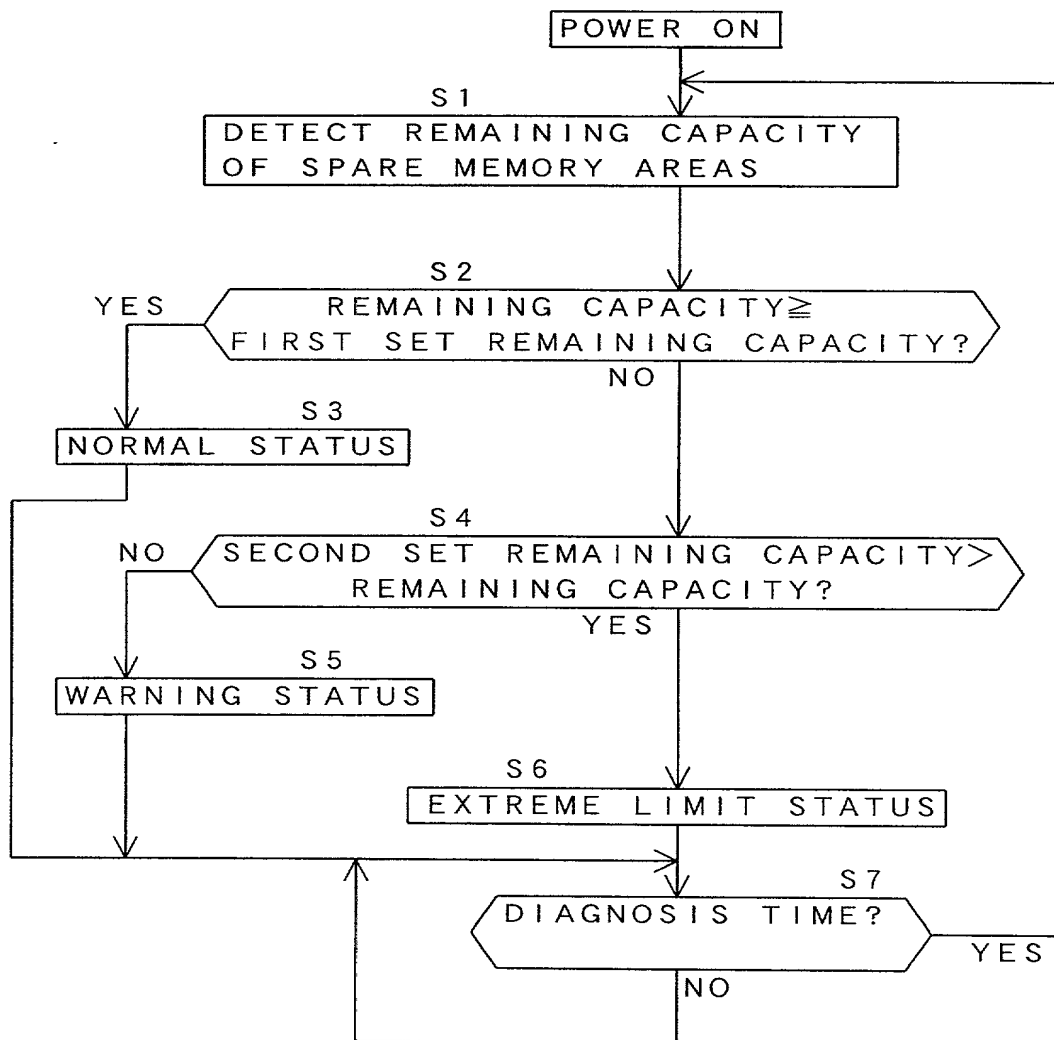 POWER ON
S1
DETECT REMAINING CAPACITY
OF SPARE MEMORY AREAS
S2
YES
REMAINING CAPACITY≧
FIRST SET REMAINING CAPACITY?
NO
S3
NORMAL STATUS
S4
NO
SECOND SET REMAINING CAPACITY>
REMAINING CAPACITY?
YES
S5
WARNING STATUS
S6
EXTREME LIMIT STATUS
S7
DIAGNOSIS TIME?
YES
NO